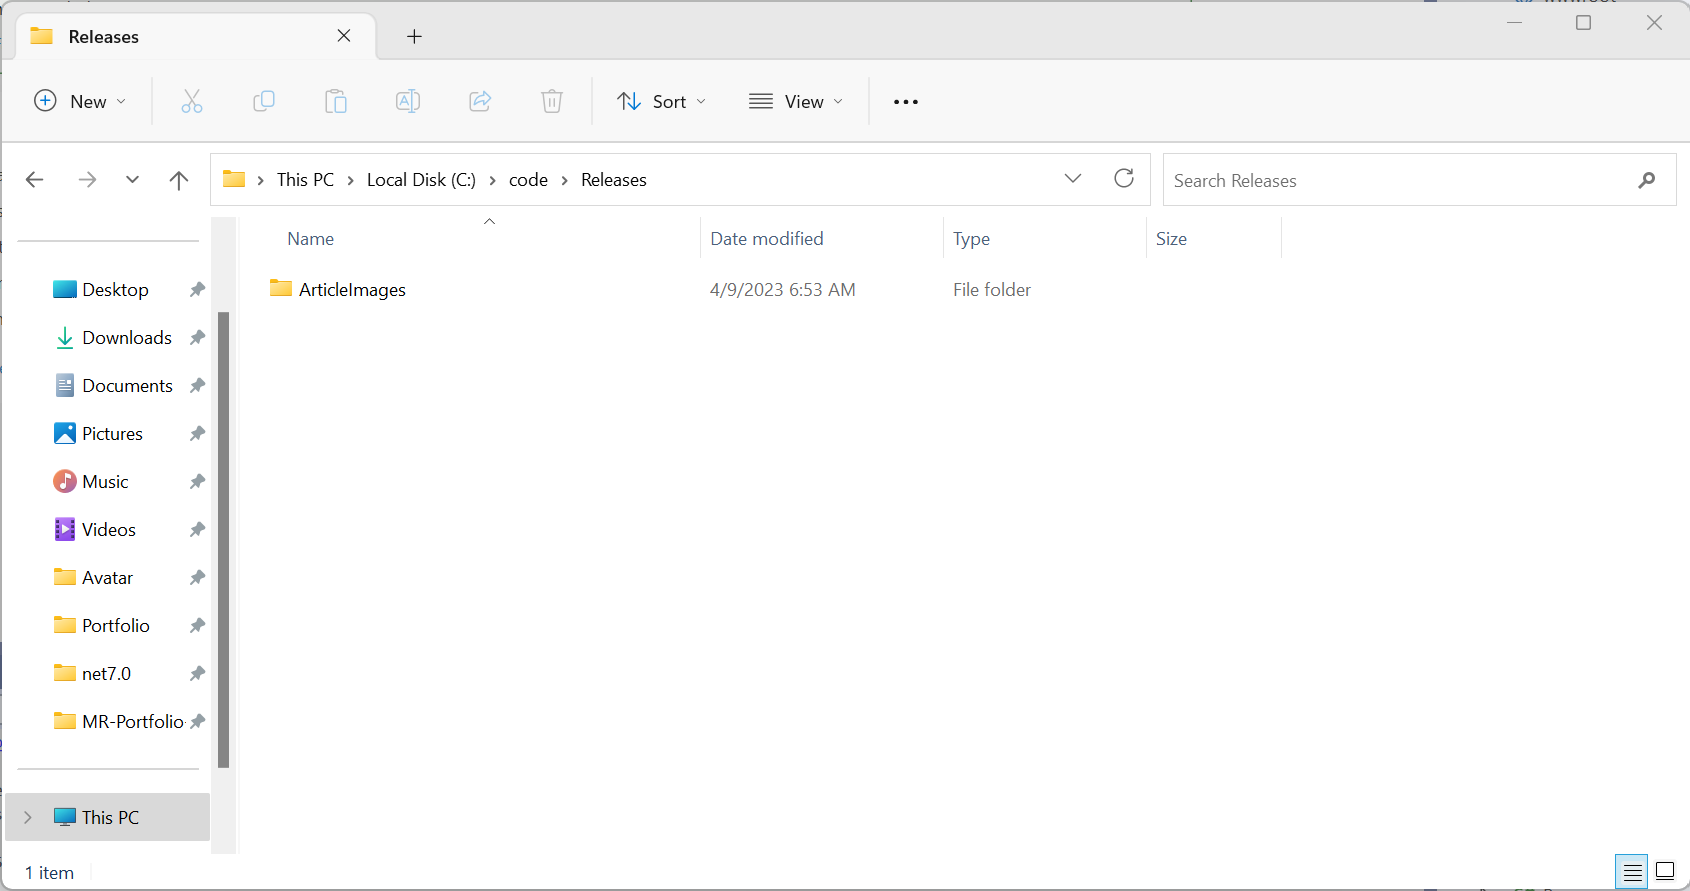 Releases
New
Sort
View
This PC
Local Disk (C:)
code
Releases
Search Releases
Name
Date modified
Type
Size
ArticleImages
4/9/2023 6:53 AM
File folder
Desktop
Downloads
Documents
Pictures
Music
Videos
Avatar
Portfolio
net7.0
MR-Portfolio-
This PC
1 item